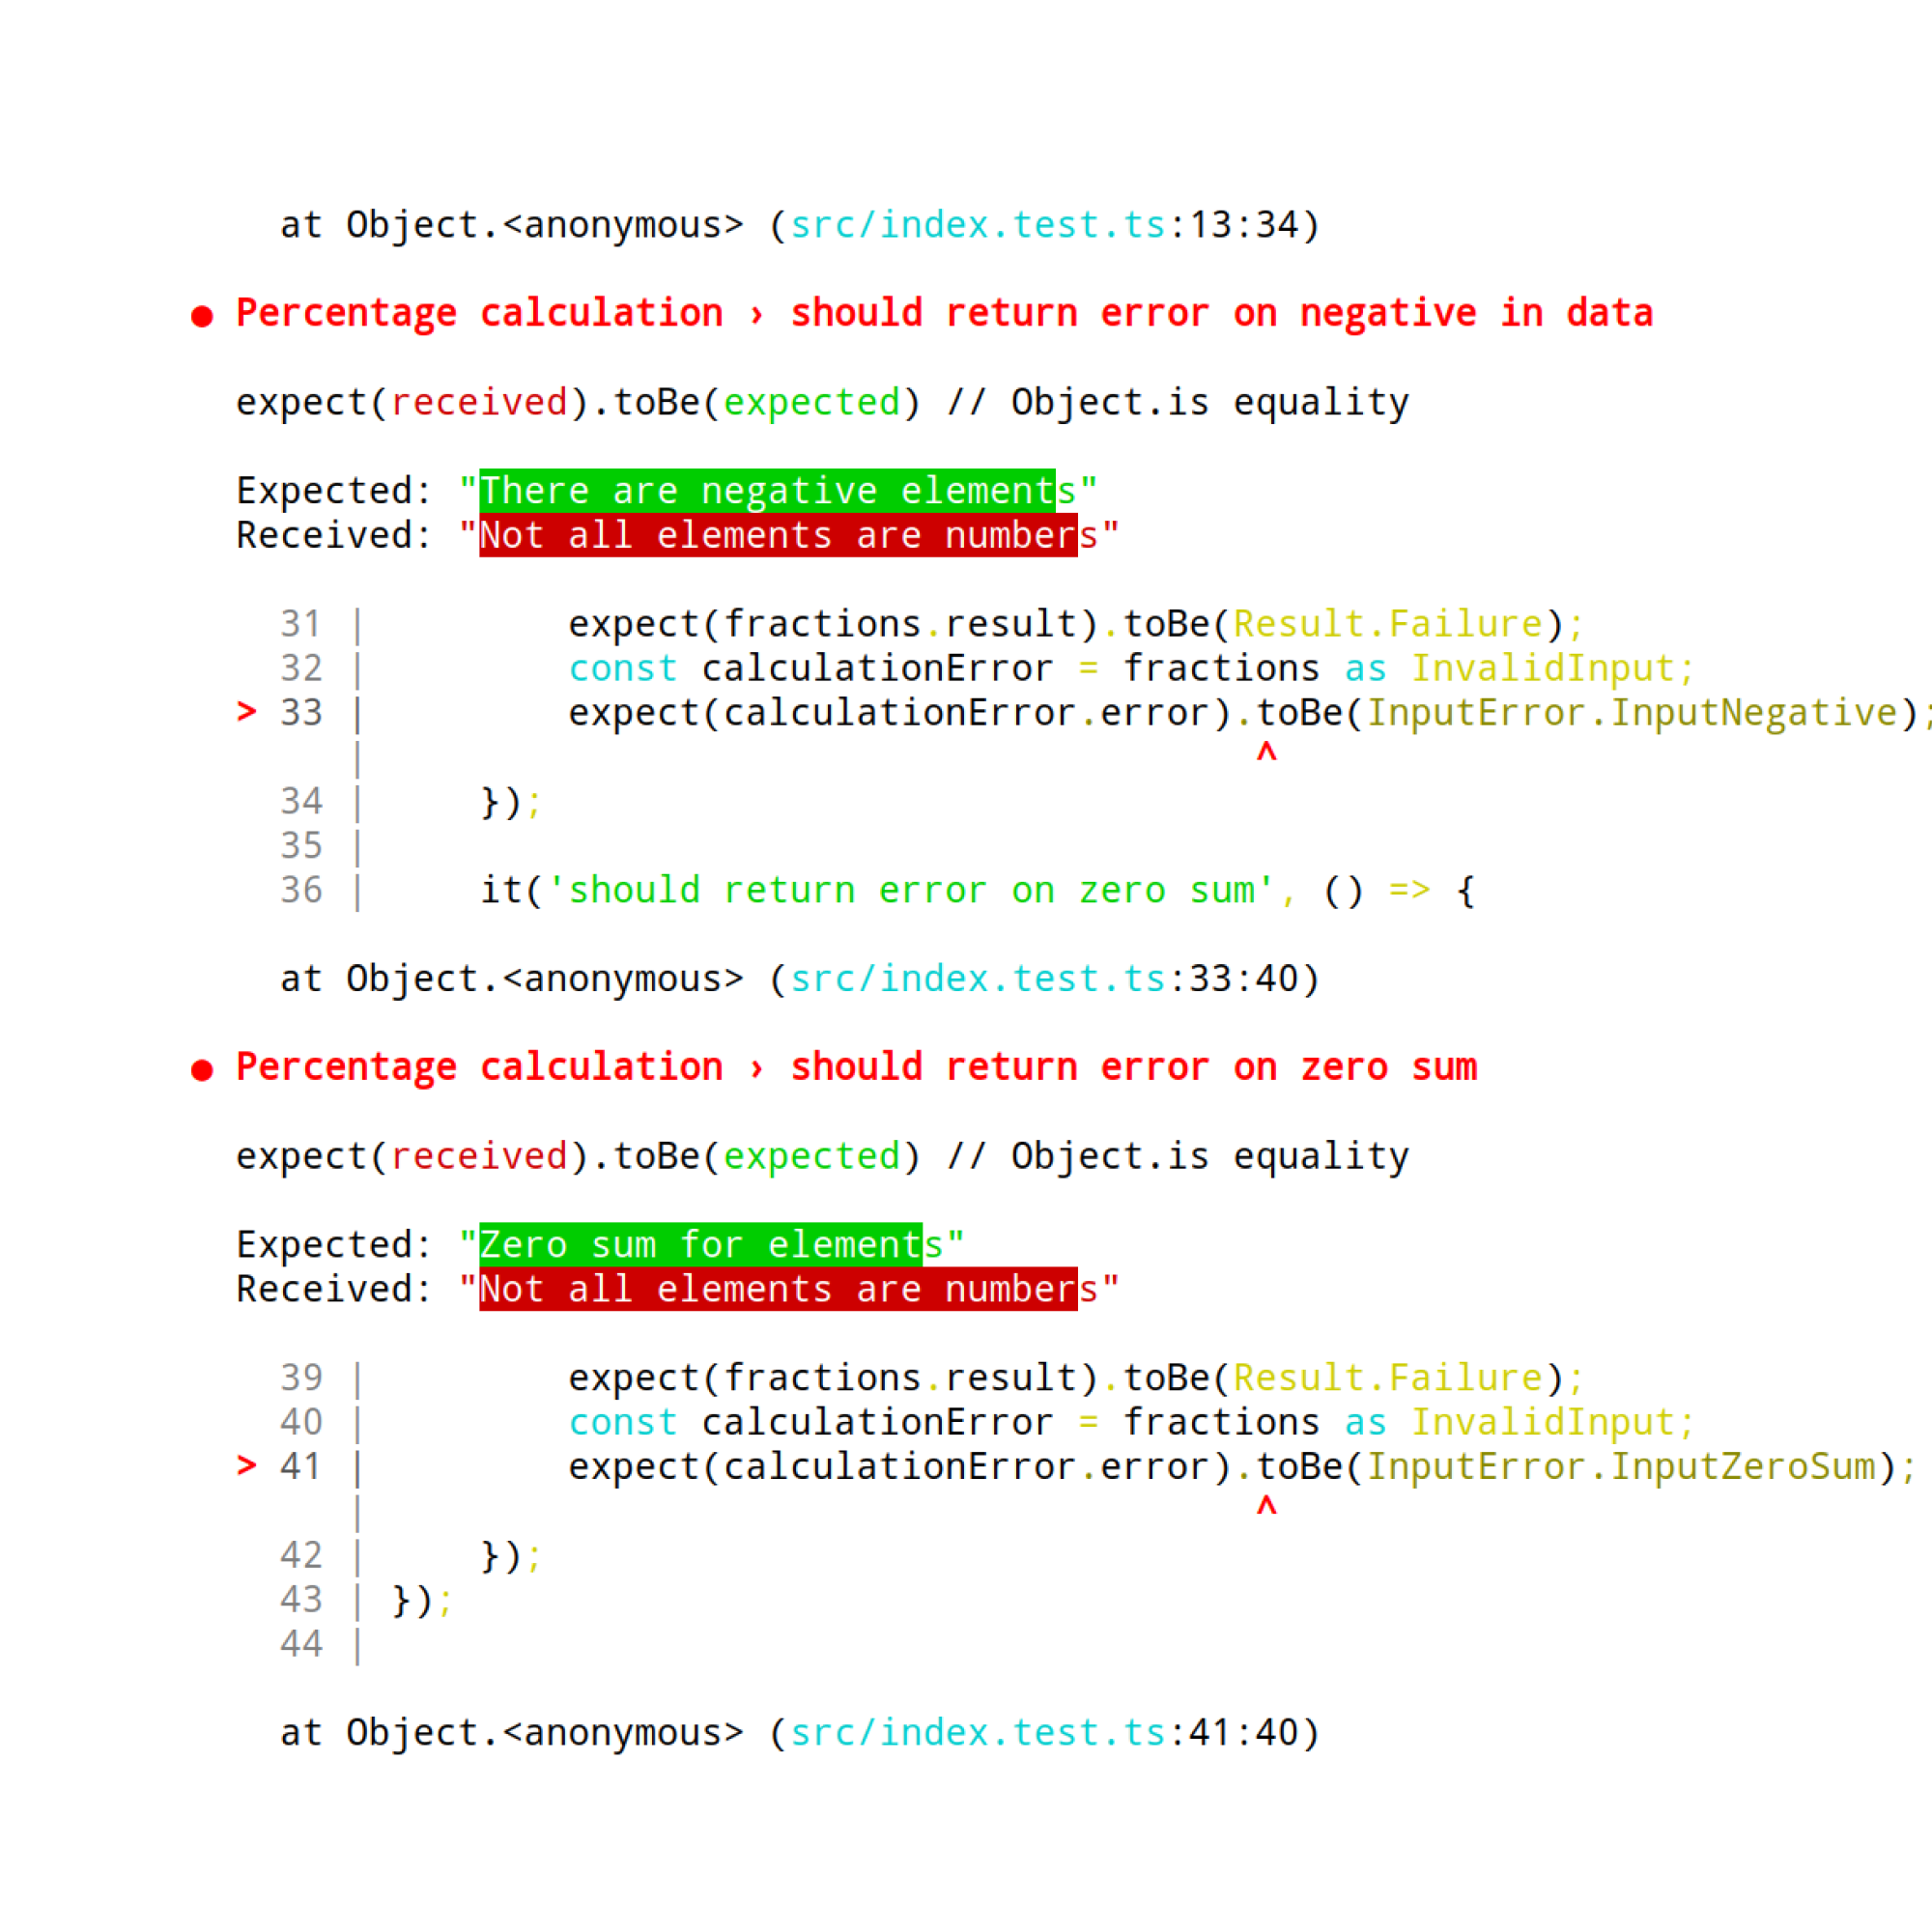 at Object.<anonymous> (src/index.test.ts:13:34)
● Percentage calculation › should return error on negative in data
expect(received).toBe(expected) // Object.is equality
Expected: "There are negative elements"
Received: "Not all elements are numbers"
31 |         expect(fractions.result).toBe(Result.Failure);
32 |         const calculationError = fractions as InvalidInput;
> 33 |         expect(calculationError.error).toBe(InputError.InputNegative);
|                                        ^
34 |     });
35 |
36 |     it('should return error on zero sum', () => {
at Object.<anonymous> (src/index.test.ts:33:40)
● Percentage calculation › should return error on zero sum
expect(received).toBe(expected) // Object.is equality
Expected: "Zero sum for elements"
Received: "Not all elements are numbers"
39 |         expect(fractions.result).toBe(Result.Failure);
40 |         const calculationError = fractions as InvalidInput;
> 41 |         expect(calculationError.error).toBe(InputError.InputZeroSum);
|                                        ^
42 |     });
43 | });
44 |
at Object.<anonymous> (src/index.test.ts:41:40)